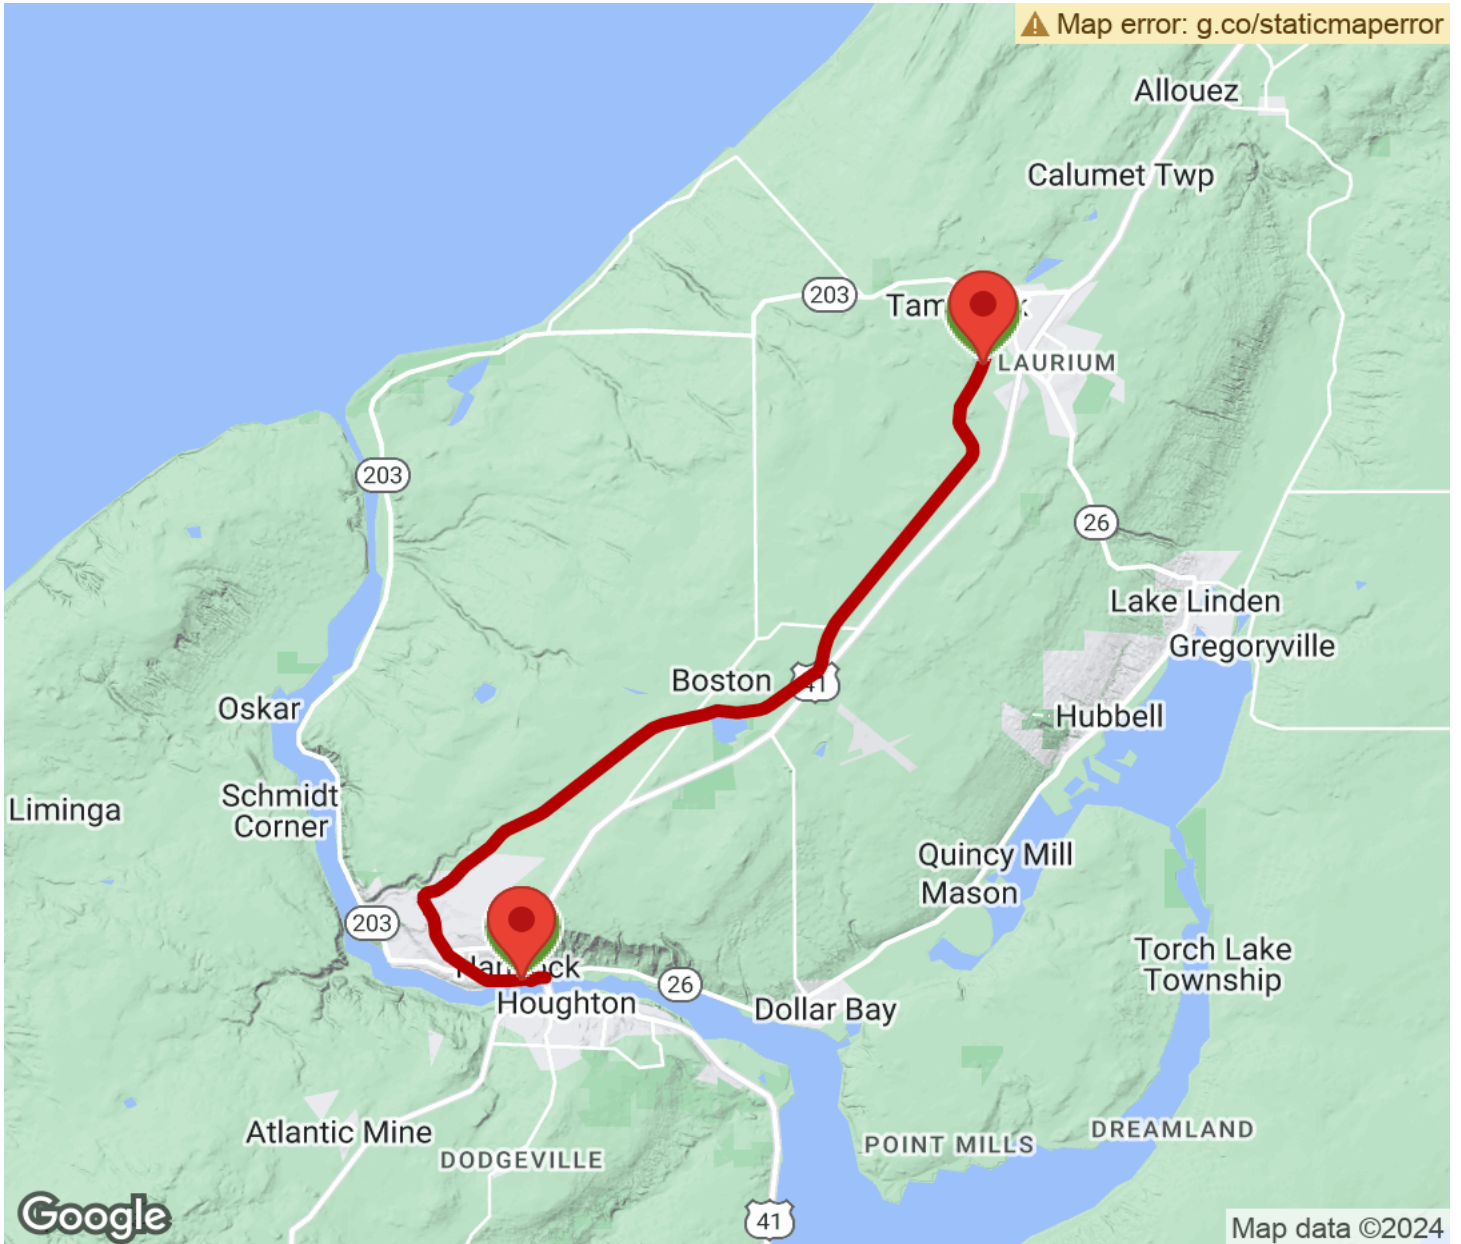 Map error: g.co/staticmaperror
Allouez
Calumet Twp
203
LAURIUM
203
26
Lake Linden
Gregoryville
Boston
41
Oskar
Hubbell
Schmidt
Corner
Liminga
Quincy Mill
Mason
203
Torch Lake
Township
26
Houghton
Dollar Bay
Atlantic Mine
DODGEVILLE
POINT MILLS
DREAMLAND
Google
41
Map data ©2024